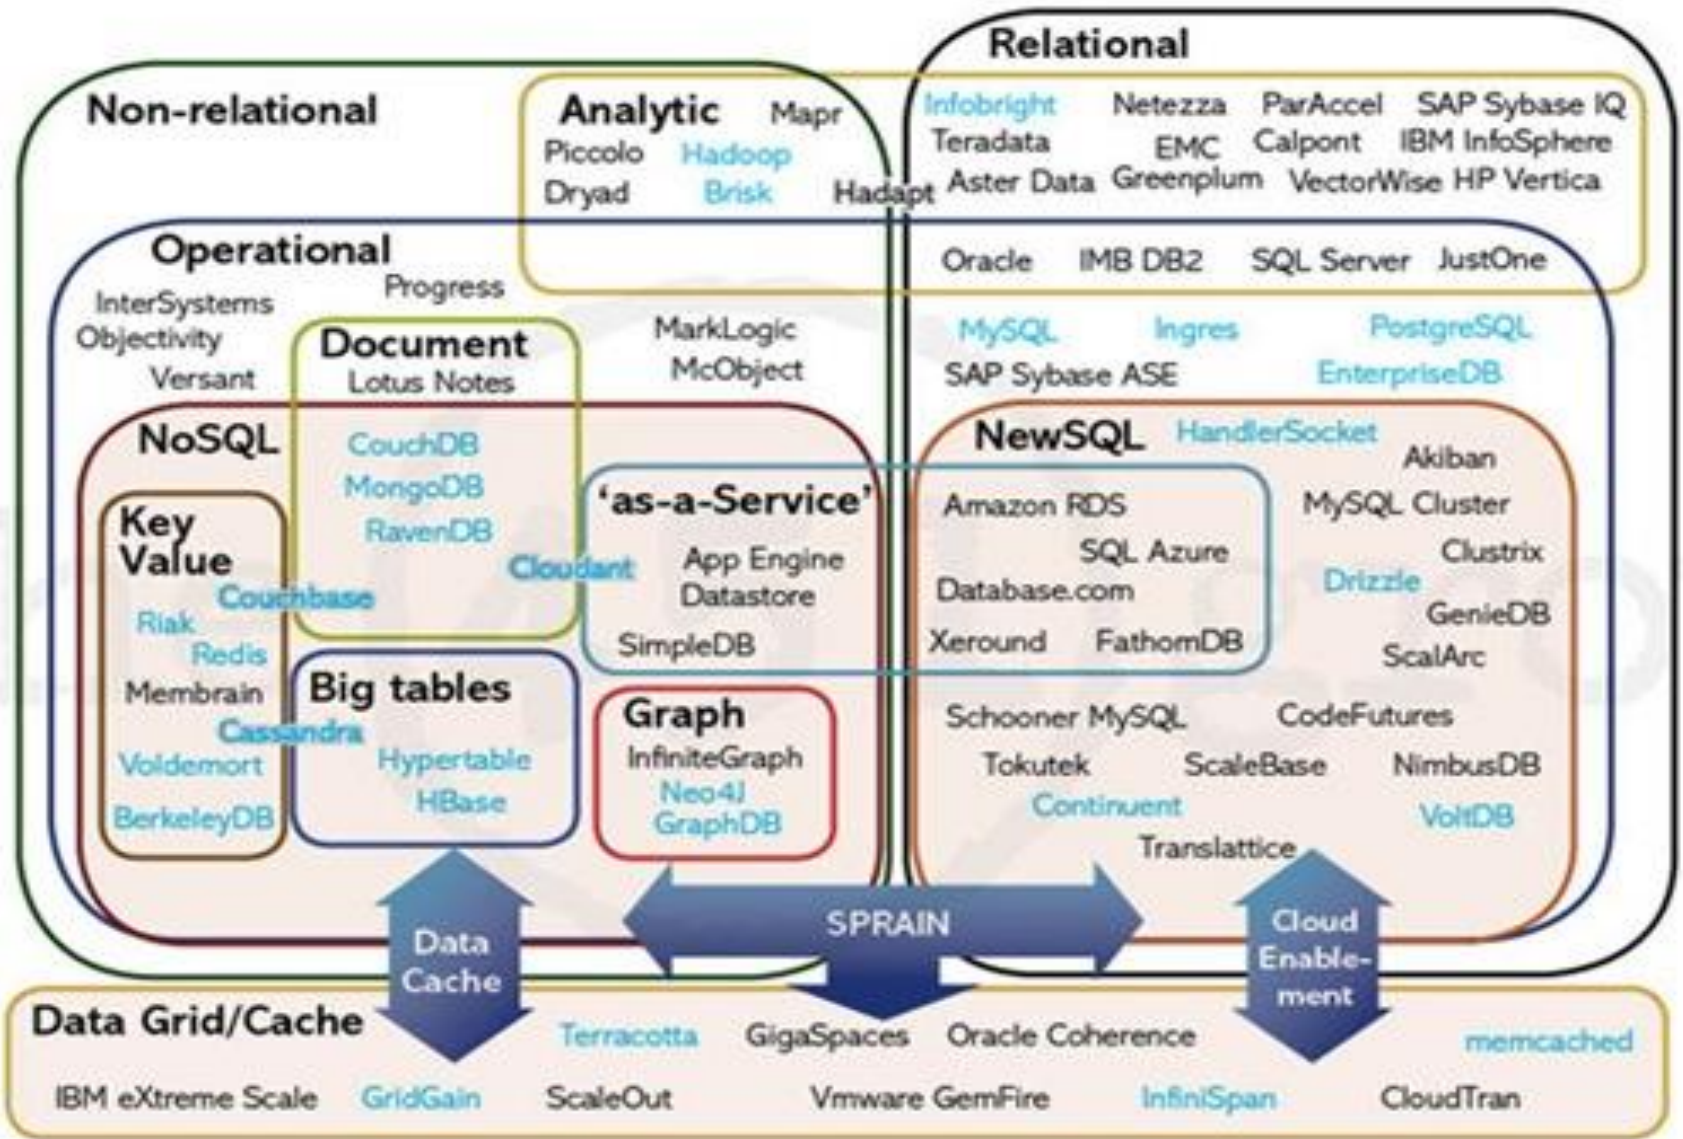 Relational
Non-relational
Analytic
Mapr
Piccolo
Hadoop
Dryad
Brisk
Hadapt
Infobright
Netezza
ParAccel
SAP Sybase IQ
Teradata
EMC
Calpont
IBM InfoSphere
Aster Data
Greenplum
VectorWise
HP Vertica
Operational
Progress
InterSystems
Objectivity
Versant
Oracle
IMB DB2
SQL Server
JustOne
Document
Lotus Notes
MarkLogic
McObject
MySQL
Ingres
PostgreSQL
SAP Sybase ASE
EnterpriseDB
NoSQL
CouchDB
MongoDB
RavenDB
Cloudant
Key
Value
Couchbase
Riak
Redis
Membrain
Cassandra
Voldemort
BerkeleyDB
'as-a-Service'
App Engine
Datastore
SimpleDB
Big tables
Hypertable
HBase
Graph
InfiniteGraph
Neo4J
GraphDB
NewSQL
HandlerSocket
Akiban
Amazon RDS
MySQL Cluster
SQL Azure
Clustrix
Database.com
Drizzle
GenieDB
Xeround
FathomDB
ScalArc
Schooner MySQL
CodeFutures
Tokutek
ScaleBase
NimbusDB
Continuent
VoltDB
Translattice
Data
Cache
SPRAIN
Cloud
Enable-
ment
Data Grid/Cache
Terracotta
GigaSpaces
Oracle Coherence
memcached
IBM eXtreme Scale
GridGain
ScaleOut
Vmware GemFire
InfiniSpan
CloudTran